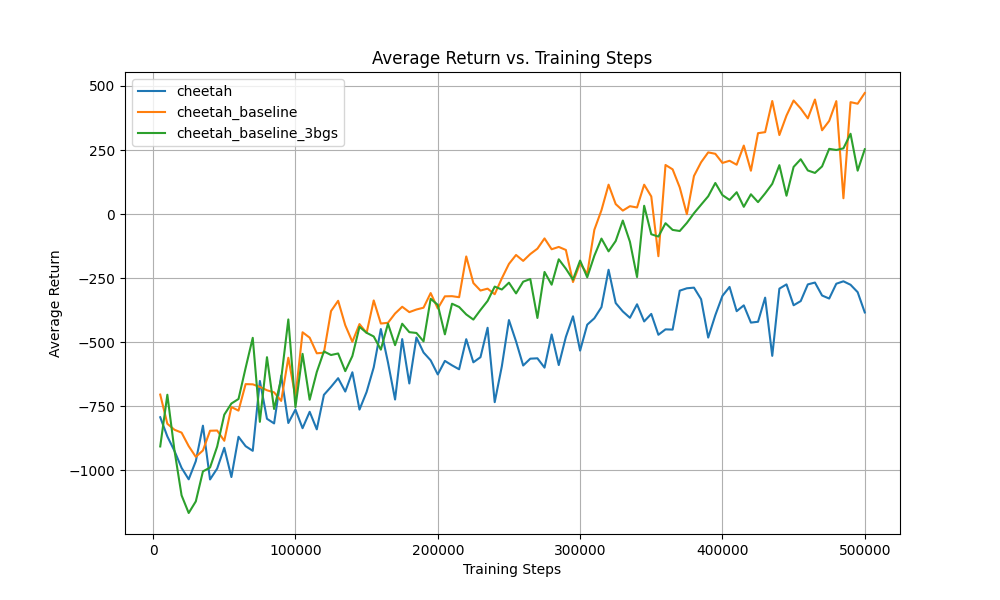 Average Return vs. Training Steps
cheetah
cheetah_baseline
cheetah_baseline_3bgs
Average Return
500
250
0
−250
−500
−750
−1000
0
100000
200000
300000
400000
500000
Training Steps